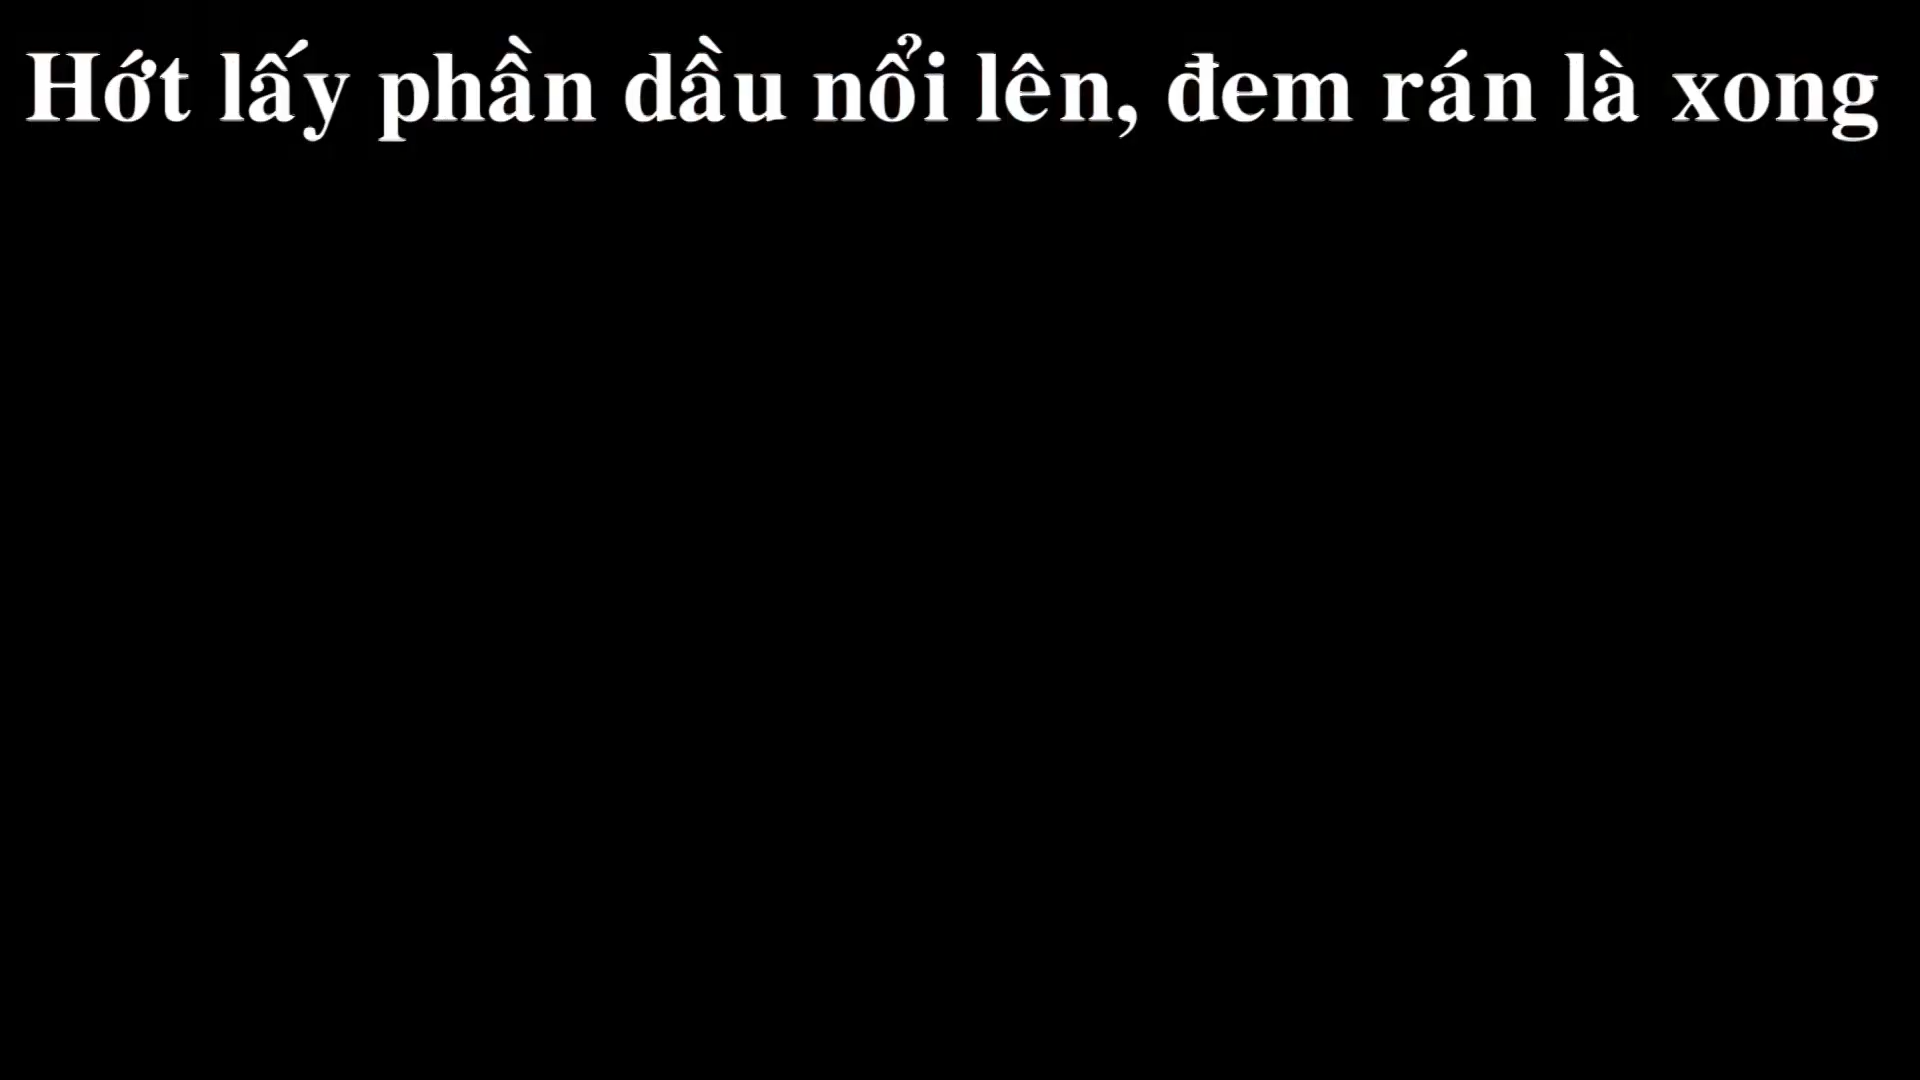 Hớt lấy phần dầu nổi lên, đem rán là xong